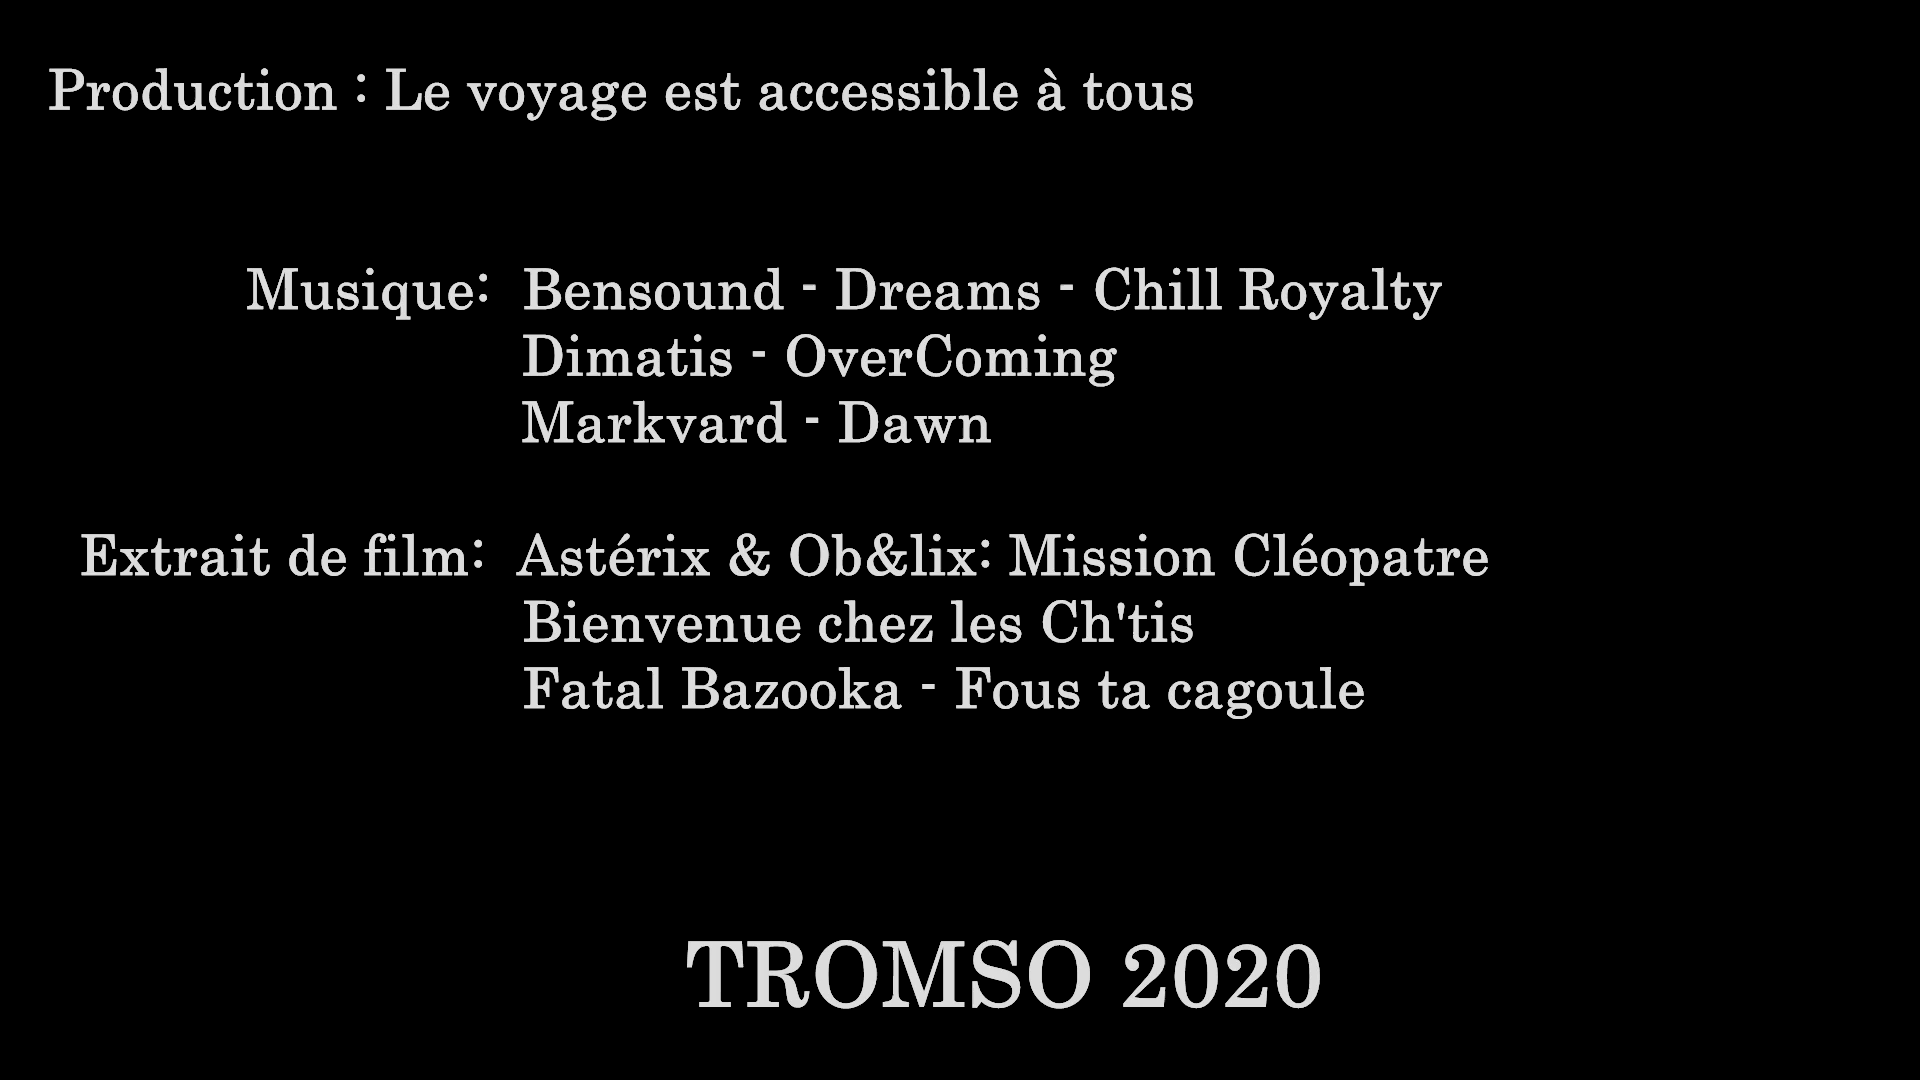 Production : Le voyage est accessible à tous
Musique: Bensound - Dreams - Chill Royalty
Dimatis - OverComing
Markvard - Dawn
Extrait de film: Astérix & Ob&lix: Mission Cléopatre
Bienvenue chez les Ch'tis
Fatal Bazooka - Fous ta cagoule
TROMSO 2020